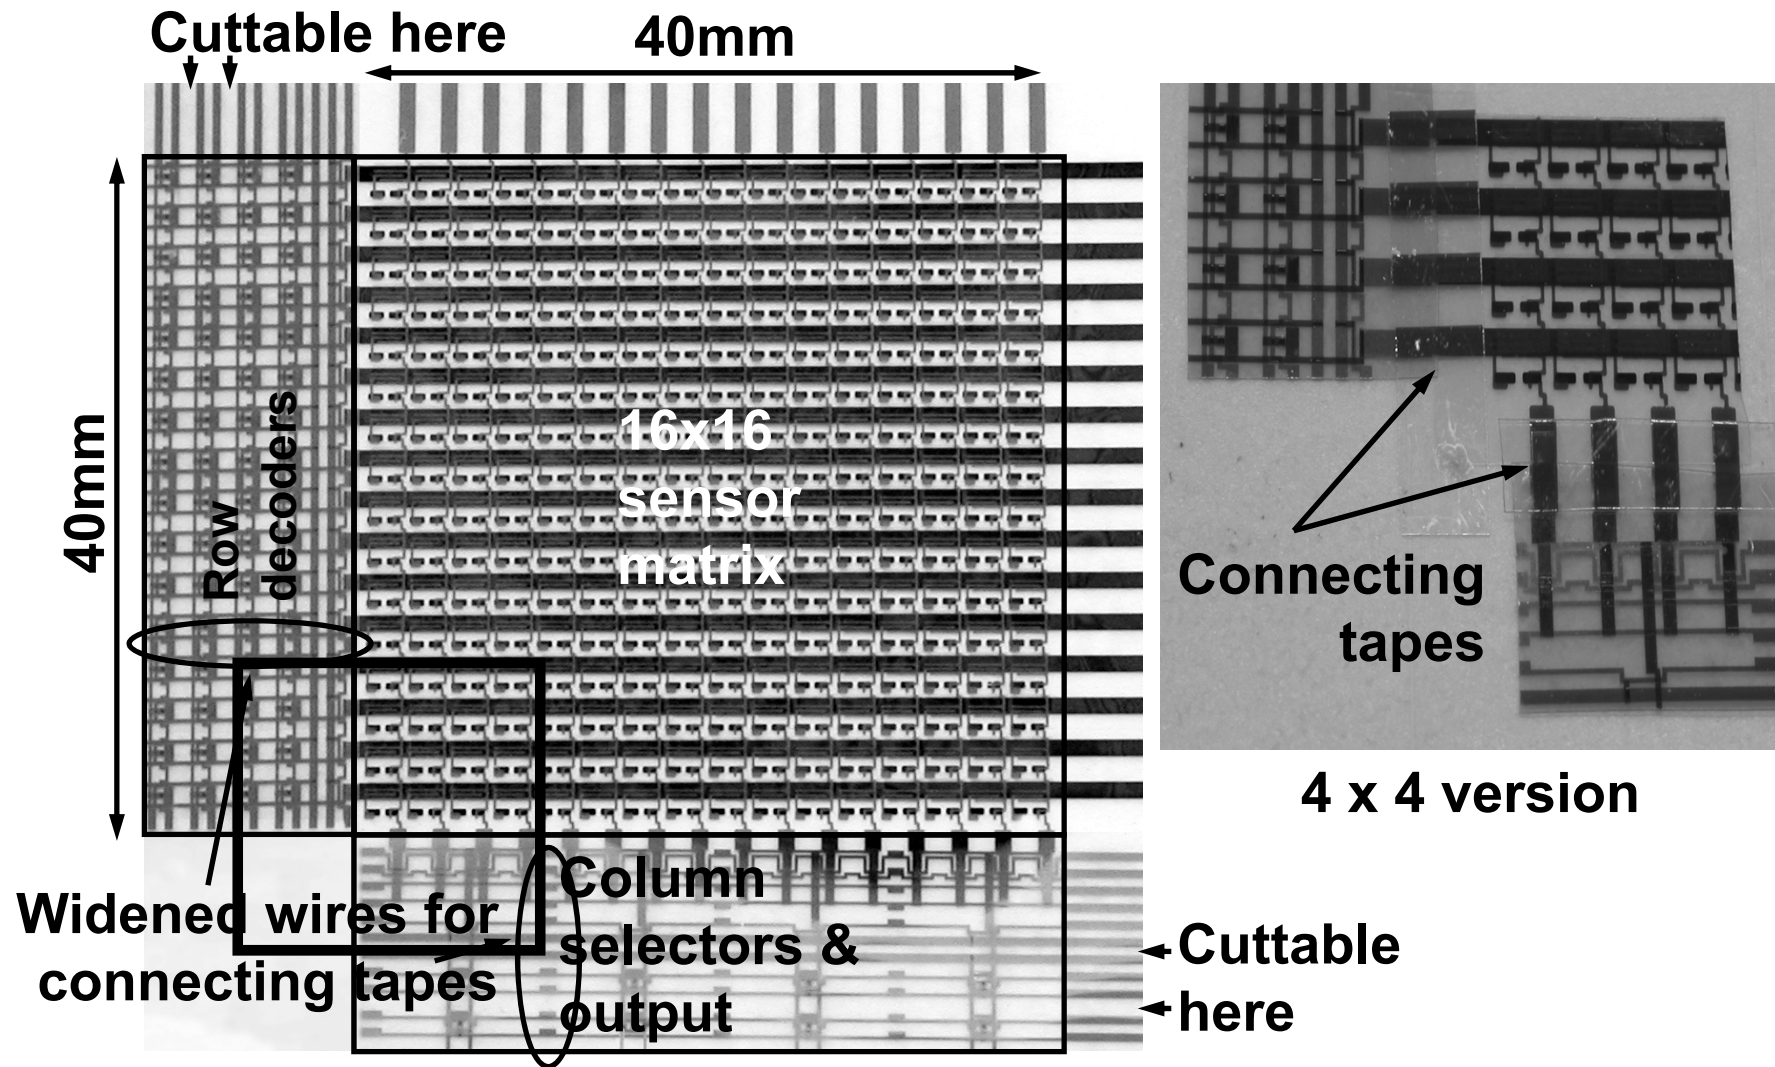 Cuttable here
40mm
40mm
Row
decoders
16x16
sensor
matrix
Widened wires for
connecting tapes
Column
selectors &
output
Cuttable
here
Connecting
tapes
4 x 4 version